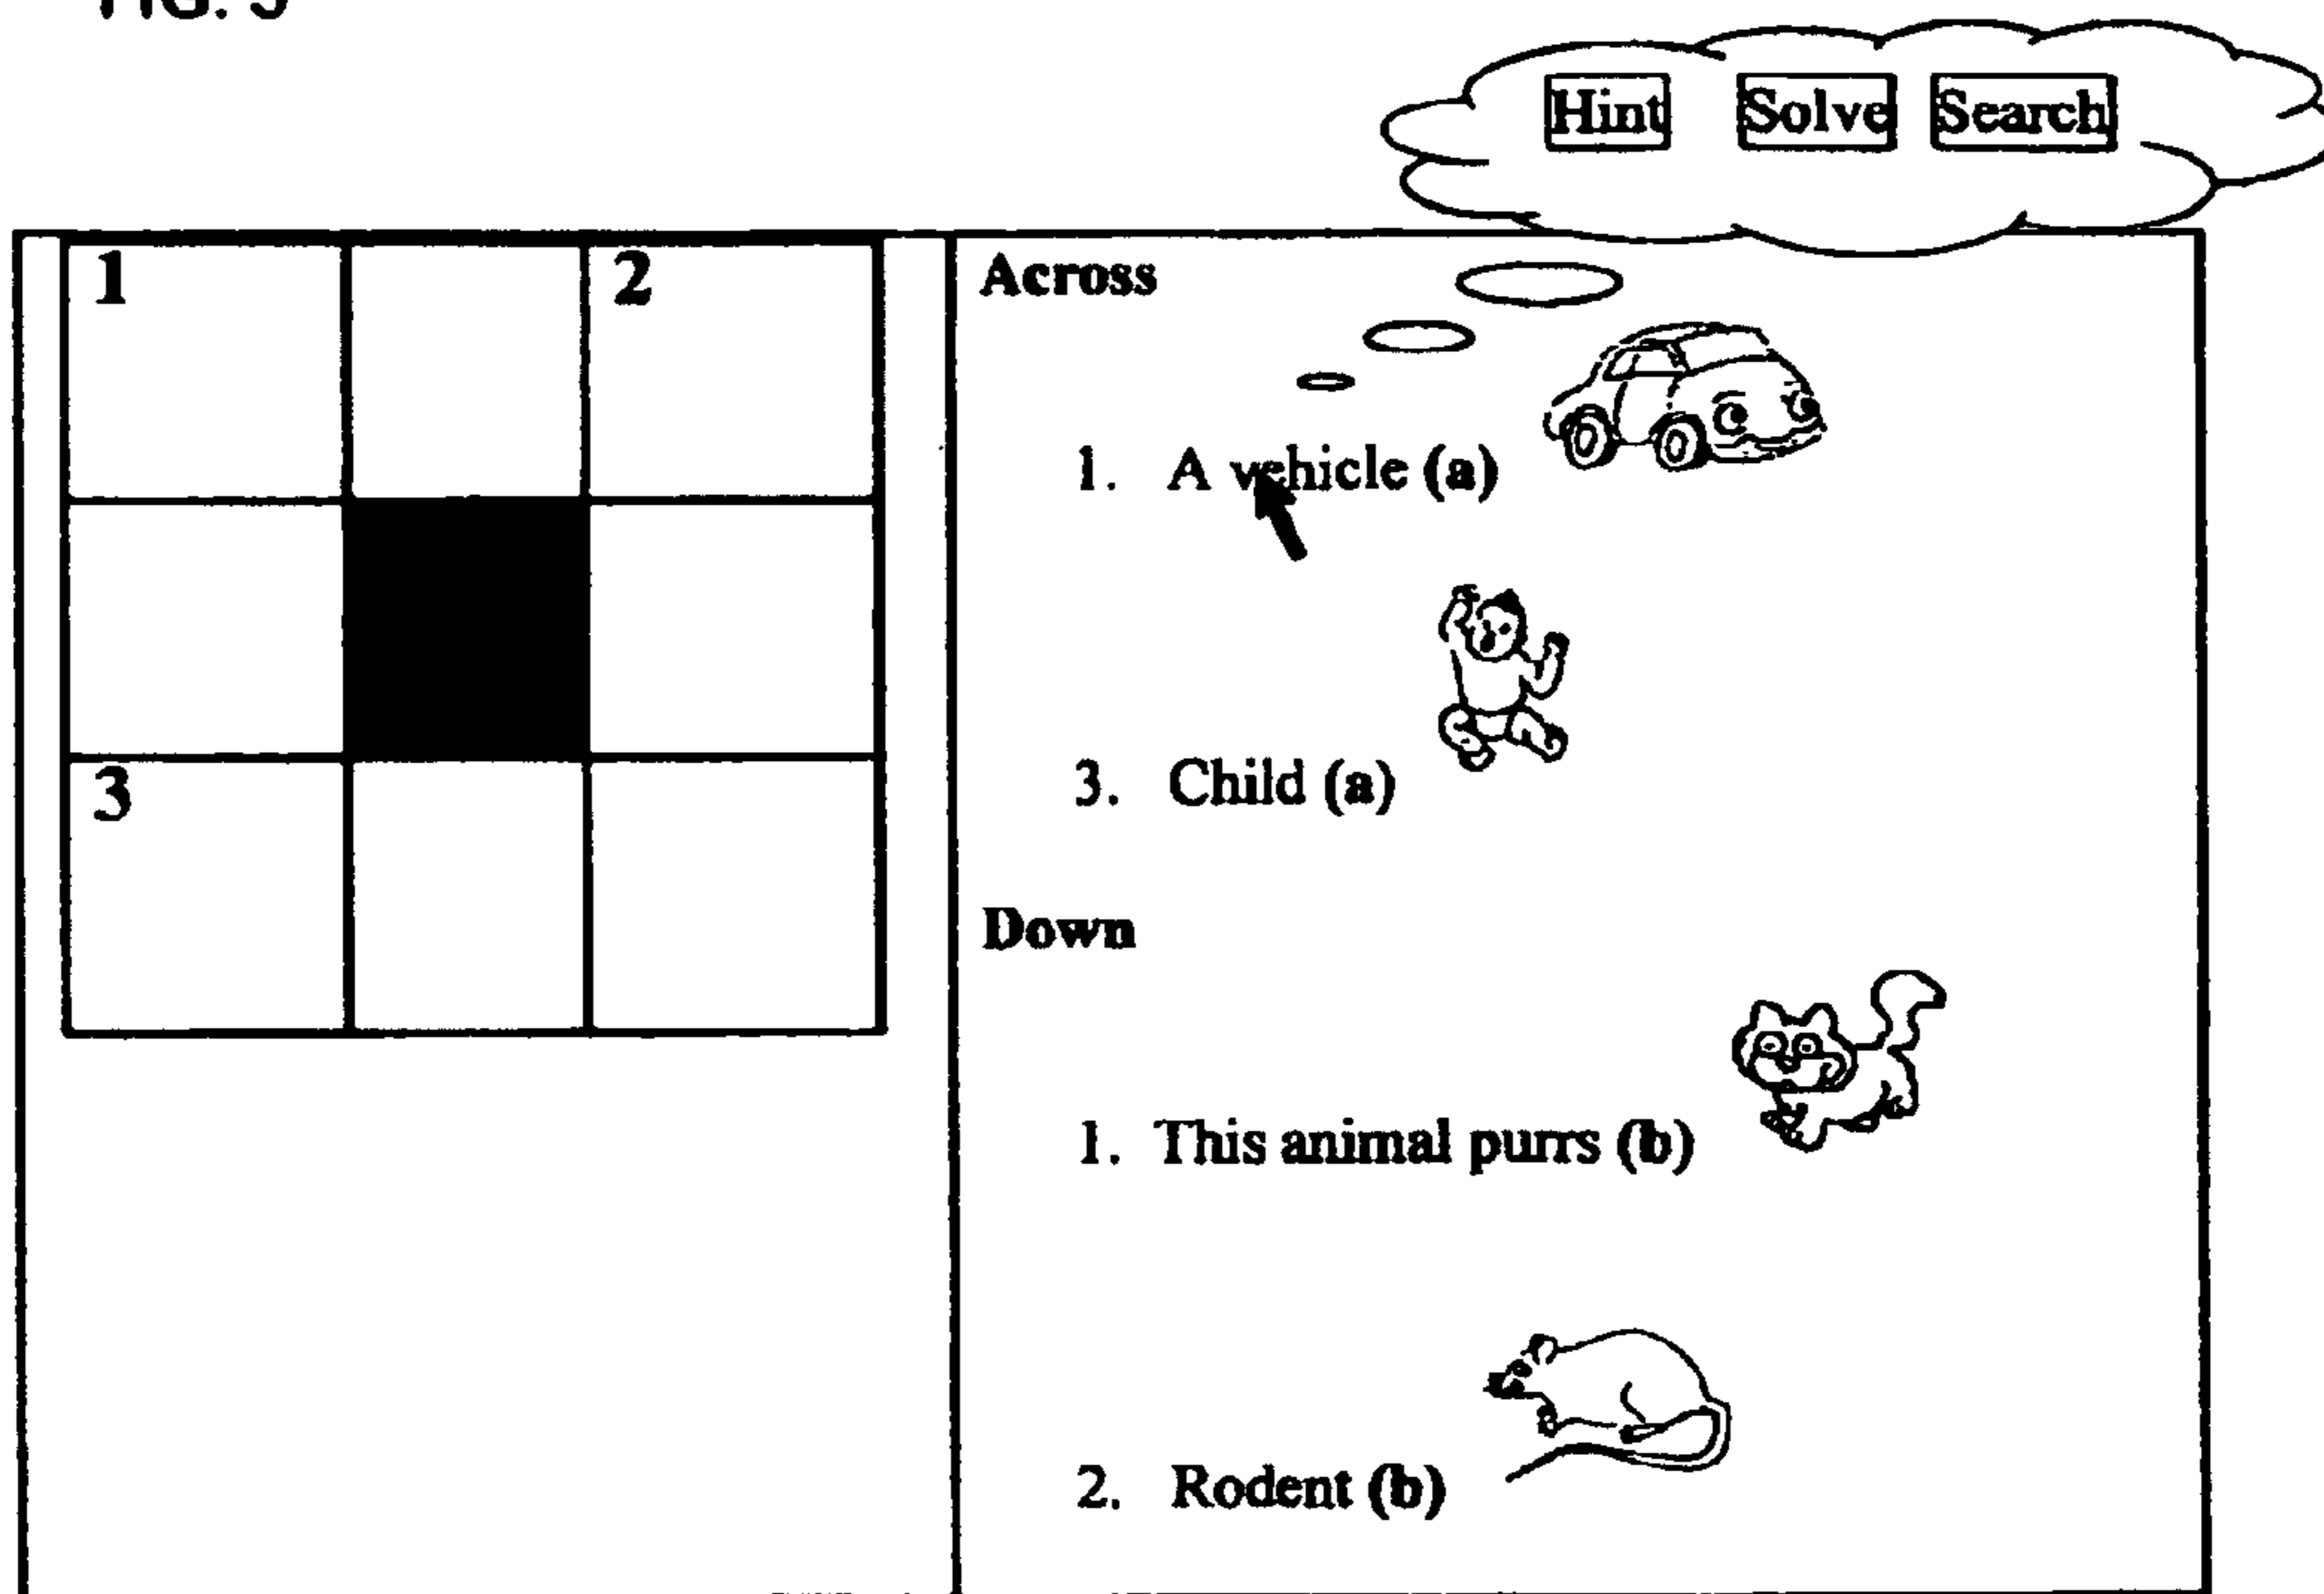 Hint Solve Search
1 2
3
Across
1. A vehicle (a)
3. Child (a)
Down
1. This animal purrs (b)
2. Rodent (b)